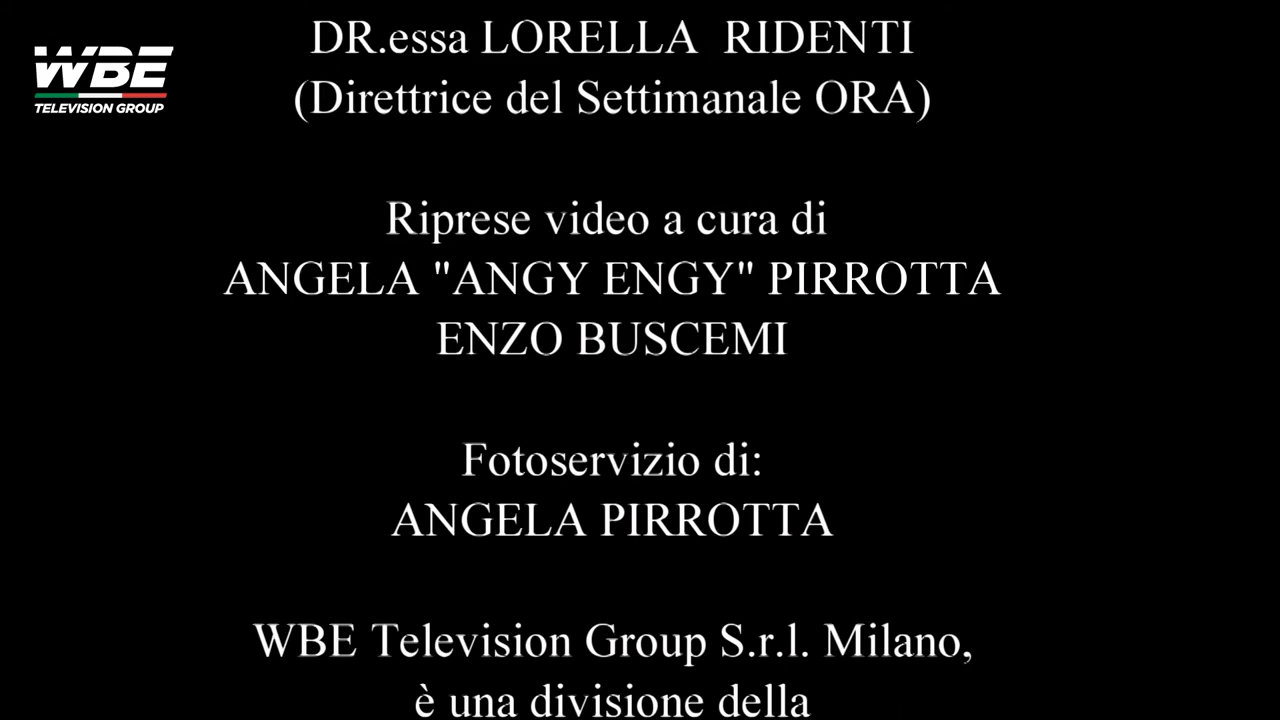 WBE
TELEVISION GROUP
DR.essa LORELLA RIDENTI
(Direttrice del Settimanale ORA)
Riprese video a cura di
ANGELA "ANGY ENGY" PIRROTTA
ENZO BUSCEMI
Fotoservizio di:
ANGELA PIRROTTA
WBE Television Group S.r.l. Milano,
è una divisione della